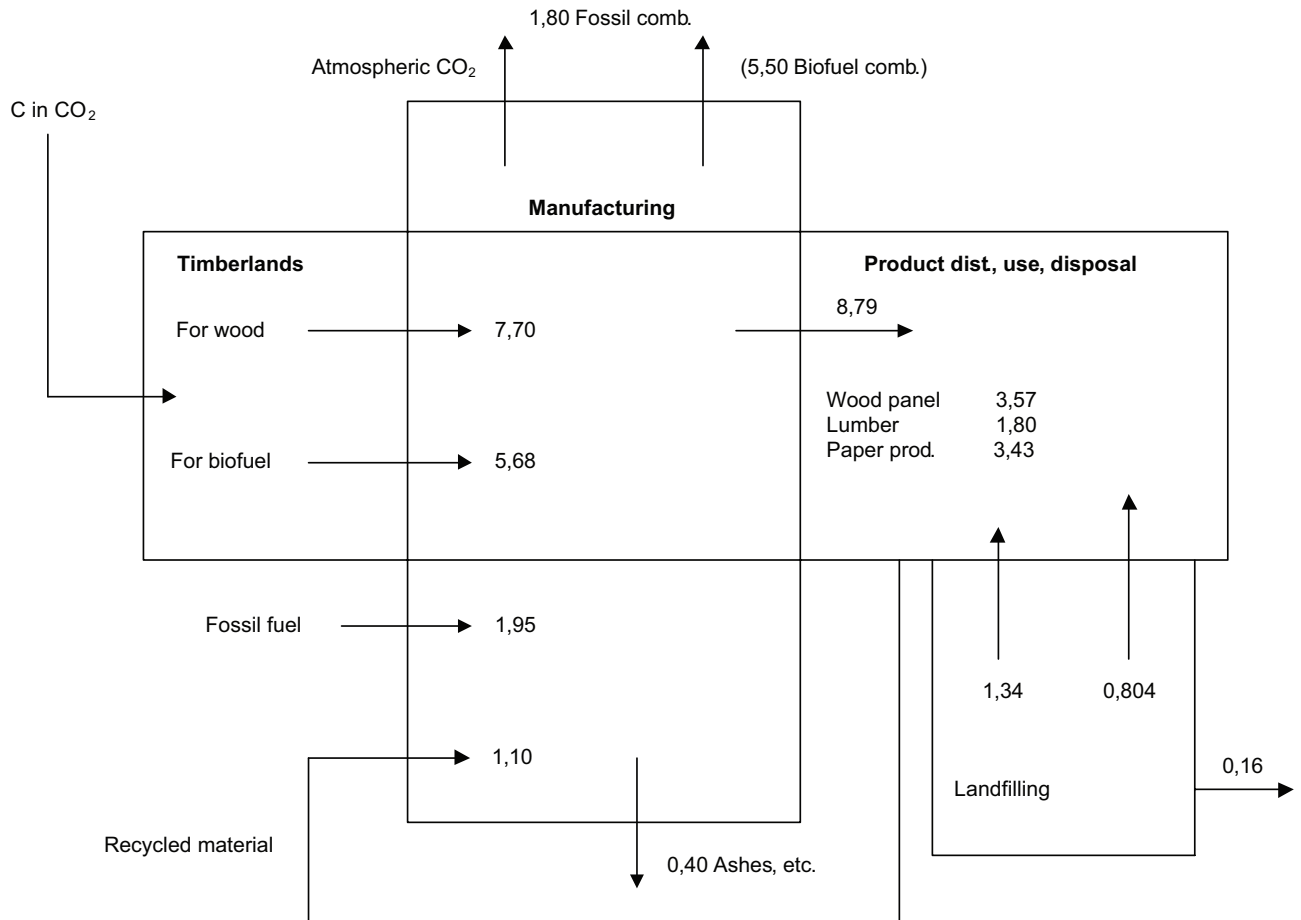 1,80 Fossil comb.
Atmospheric CO₂
(5,50 Biofuel comb.)
C in CO₂
Manufacturing
Timberlands
Product dist., use, disposal
For wood
7,70
8,79
Wood panel 3,57
Lumber 1,80
Paper prod. 3,43
For biofuel
5,68
Fossil fuel
1,95
1,34
0,804
1,10
0,16
Landfilling
Recycled material
0,40 Ashes, etc.